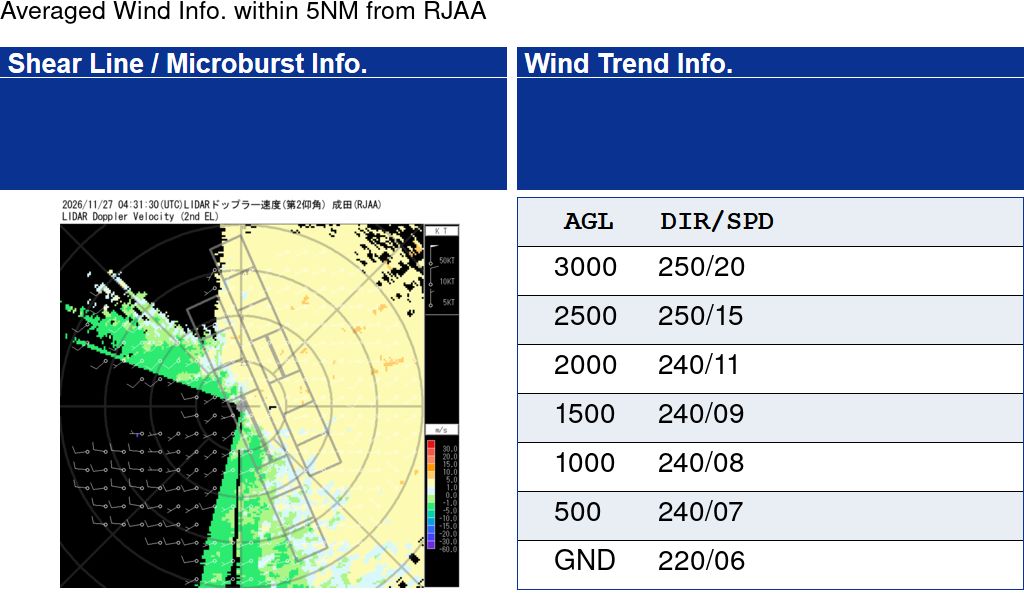 Averaged Wind Info. within 5NM from RJAA
Shear Line / Microburst Info.
Wind Trend Info.
2026/11/27 04:31:30(UTC)LIDARドップラー速度(第2仰角) 成田(RJAA)
LIDAR Doppler Velocity (2nd EL)
K T
50KT
10KT
5KT
m/s
30.0
20.0
15.0
10.0
5.0
1.0
0.0
-1.0
-5.0
-10.0
-15.0
-20.0
-30.0
-60.0
AGL DIR/SPD
3000 250/20
2500 250/15
2000 240/11
1500 240/09
1000 240/08
500 240/07
GND 220/06